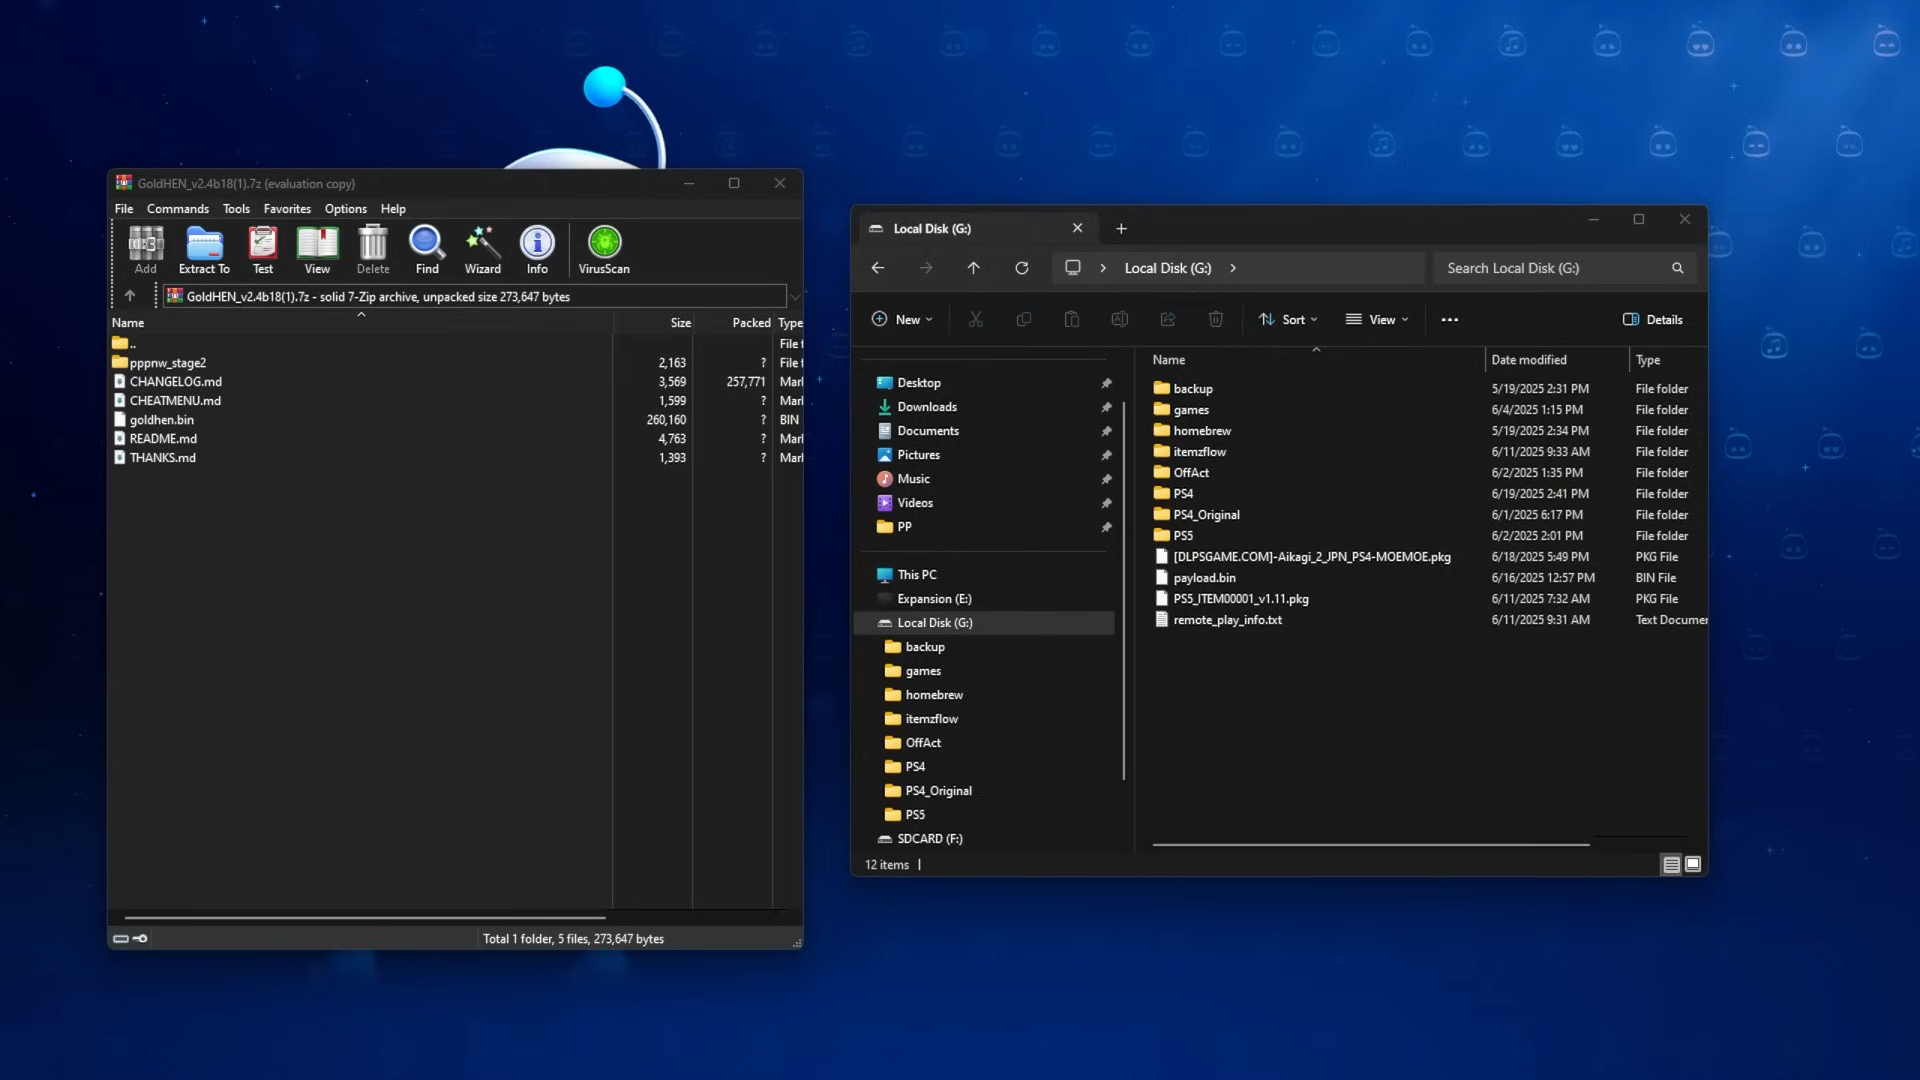 GoldHEN_v2.4b18(1).7z (evaluation copy)
File Commands Tools Favorites Options Help
Add Extract To Test View Delete Find Wizard Info VirusScan
GoldHEN_v2.4b18(1).7z - solid 7-Zip archive, unpacked size 273,647 bytes
Name Size Packed Type
.. File f
pppnw_stage2 2,163 ? File f
CHANGELOG.md 3,569 257,771 Mar
CHEATMENU.md 1,599 ? Mar
goldhen.bin 260,160 ? BIN
README.md 4,763 ? Mar
THANKS.md 1,393 ? Mar
Total 1 folder, 5 files, 273,647 bytes
Local Disk (G:)
Local Disk (G:)
Search Local Disk (G:)
New Sort View Details
Desktop
Downloads
Documents
Pictures
Music
Videos
PP
This PC
Expansion (E:)
Local Disk (G:)
backup
games
homebrew
itemzflow
OffAct
PS4
PS4_Original
PS5
SDCARD (F:)
Name Date modified Type
backup 5/19/2025 2:31 PM File folder
games 6/4/2025 1:15 PM File folder
homebrew 5/19/2025 2:34 PM File folder
itemzflow 6/11/2025 9:33 AM File folder
OffAct 6/2/2025 1:35 PM File folder
PS4 6/19/2025 2:41 PM File folder
PS4_Original 6/1/2025 6:17 PM File folder
PS5 6/2/2025 2:01 PM File folder
[DLPSGAME.COM]-Aikagi_2_JPN_PS4-MOEMOE.pkg 6/18/2025 5:49 PM PKG File
payload.bin 6/16/2025 12:57 PM BIN File
PS5_ITEM00001_v1.11.pkg 6/11/2025 7:32 AM PKG File
remote_play_info.txt 6/11/2025 9:31 AM Text Documer
12 items